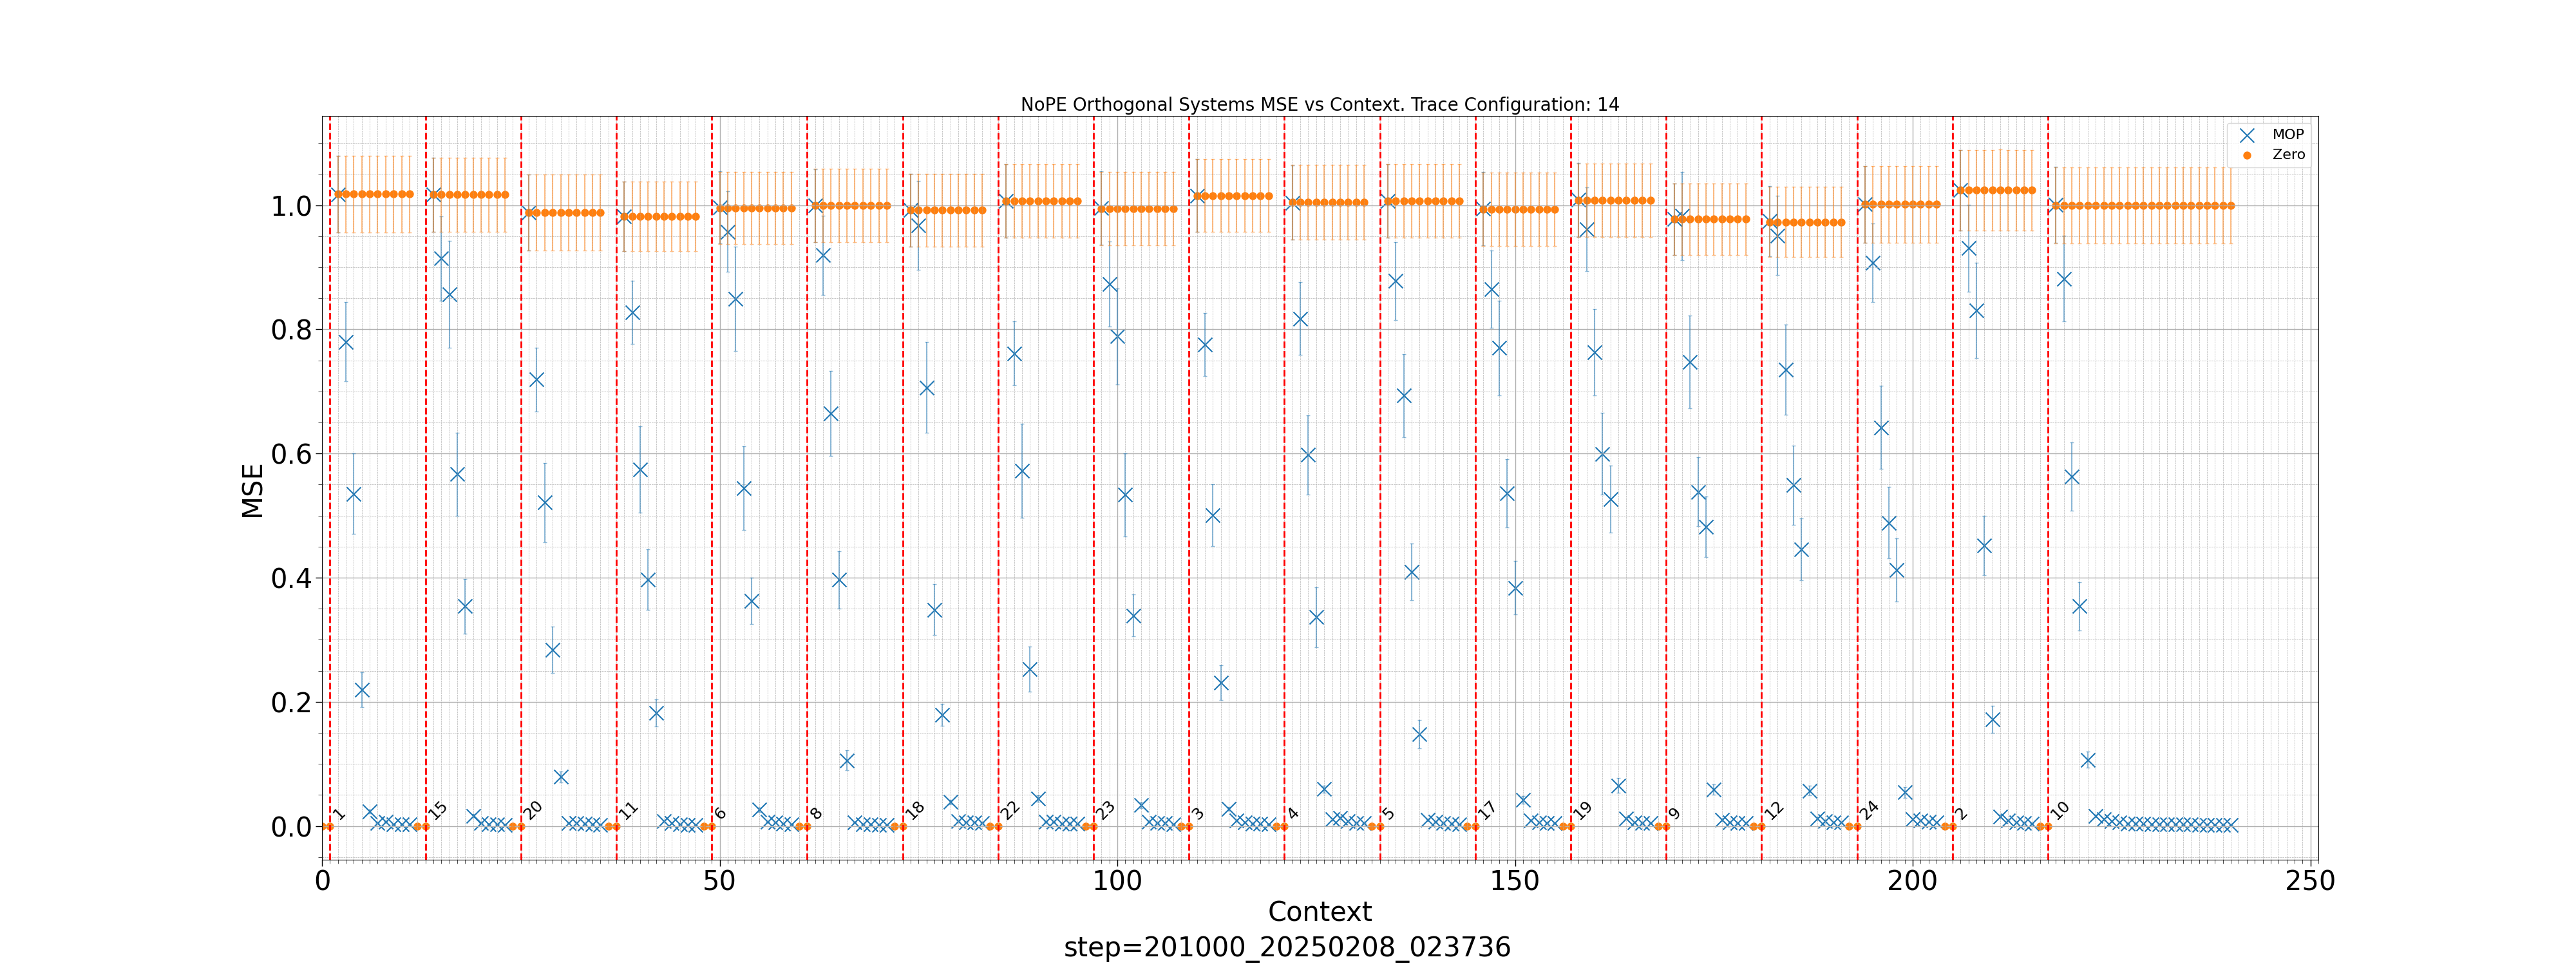 NoPE Orthogonal Systems MSE vs Context. Trace Configuration: 14
MOP
Zero
MSE
1.0
0.8
0.6
0.4
0.2
0.0
1 15 20 11 6 8 18 22 23 3 4 5 17 19 9 12 24 2 10
0 50 100 150 200 250
Context
step=201000_20250208_023736